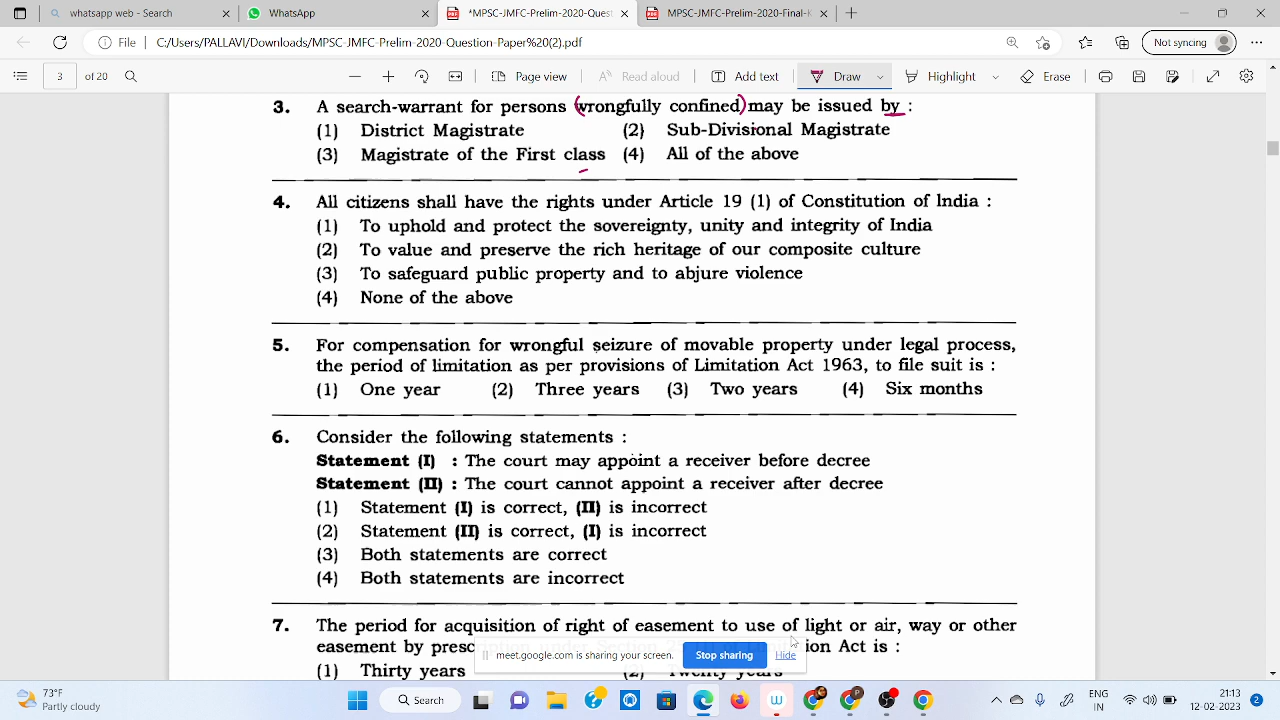 whatsapp web - Search
WhatsApp
*MPSC-JMFC-Prelim-2020-Quest
MPSC-JMFC-Prelim-2020-Final-K
File
C:/Users/PALLAVI/Downloads/MPSC JMFC-Prelim-2020-Question-Paper%20(2).pdf
Not syncing
3 of 20
Page view
Read aloud
Add text
Draw
Highlight
Erase
3. A search-warrant for persons wrongfully confined may be issued by :
(1) District Magistrate (2) Sub-Divisional Magistrate
(3) Magistrate of the First class (4) All of the above
4. All citizens shall have the rights under Article 19 (1) of Constitution of India :
(1) To uphold and protect the sovereignty, unity and integrity of India
(2) To value and preserve the rich heritage of our composite culture
(3) To safeguard public property and to abjure violence
(4) None of the above
5. For compensation for wrongful seizure of movable property under legal process,
the period of limitation as per provisions of Limitation Act 1963, to file suit is :
(1) One year (2) Three years (3) Two years (4) Six months
6. Consider the following statements :
Statement (I) : The court may appoint a receiver before decree
Statement (II) : The court cannot appoint a receiver after decree
(1) Statement (I) is correct, (II) is incorrect
(2) Statement (II) is correct, (I) is incorrect
(3) Both statements are correct
(4) Both statements are incorrect
7. The period for acquisition of right of easement to use of light or air, way or other
easement by Act is :
meet.google.com is sharing your screen. Stop sharing Hide
(1) Thirty years (2) Twenty years
73°F
Partly cloudy
Search
ENG
IN
21:13
12-02-2023
2